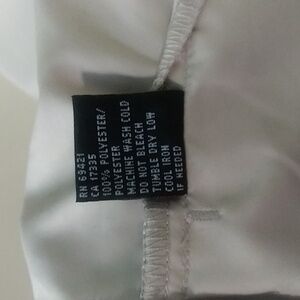 RN 69421
CA 17335
100% POLYESTER/
POLYESTER
MACHINE WASH COLD
DO NOT BLEACH
TUMBLE DRY LOW
COOL IRON
IF NEEDED